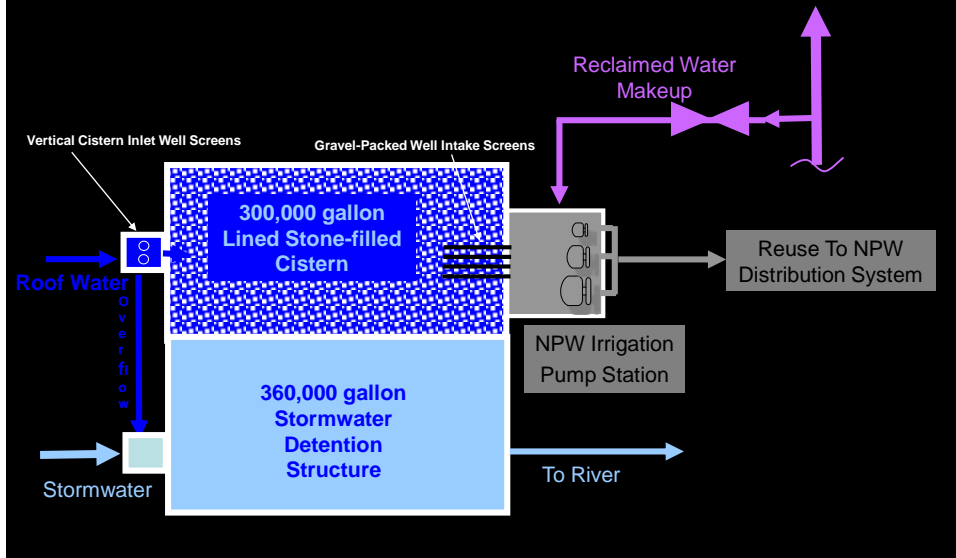 Reclaimed Water
Makeup
Vertical Cistern Inlet Well Screens
Gravel-Packed Well Intake Screens
300,000 gallon
Lined Stone-filled
Cistern
Roof Water
Overflow
Reuse To NPW
Distribution System
NPW Irrigation
Pump Station
360,000 gallon
Stormwater
Detention
Structure
Stormwater
To River